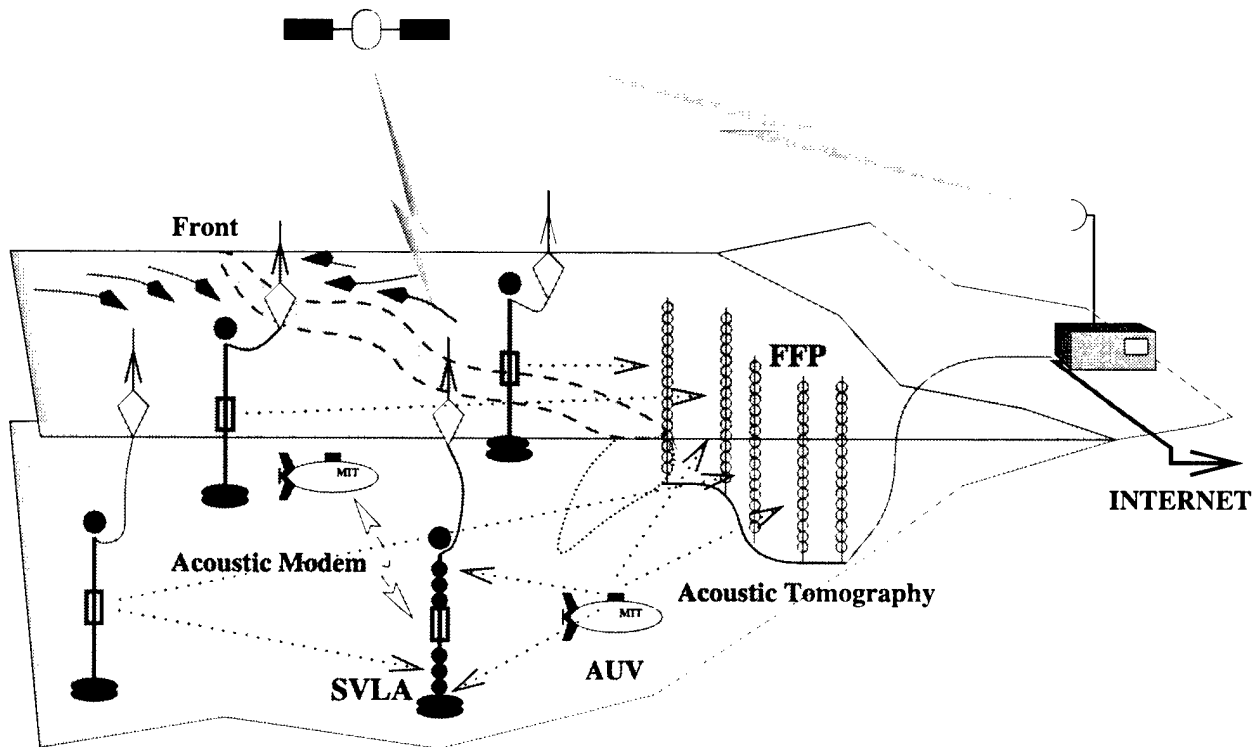 Front
FFP
MIT
INTERNET
Acoustic Modem
Acoustic Tomography
MIT
AUV
SVLA